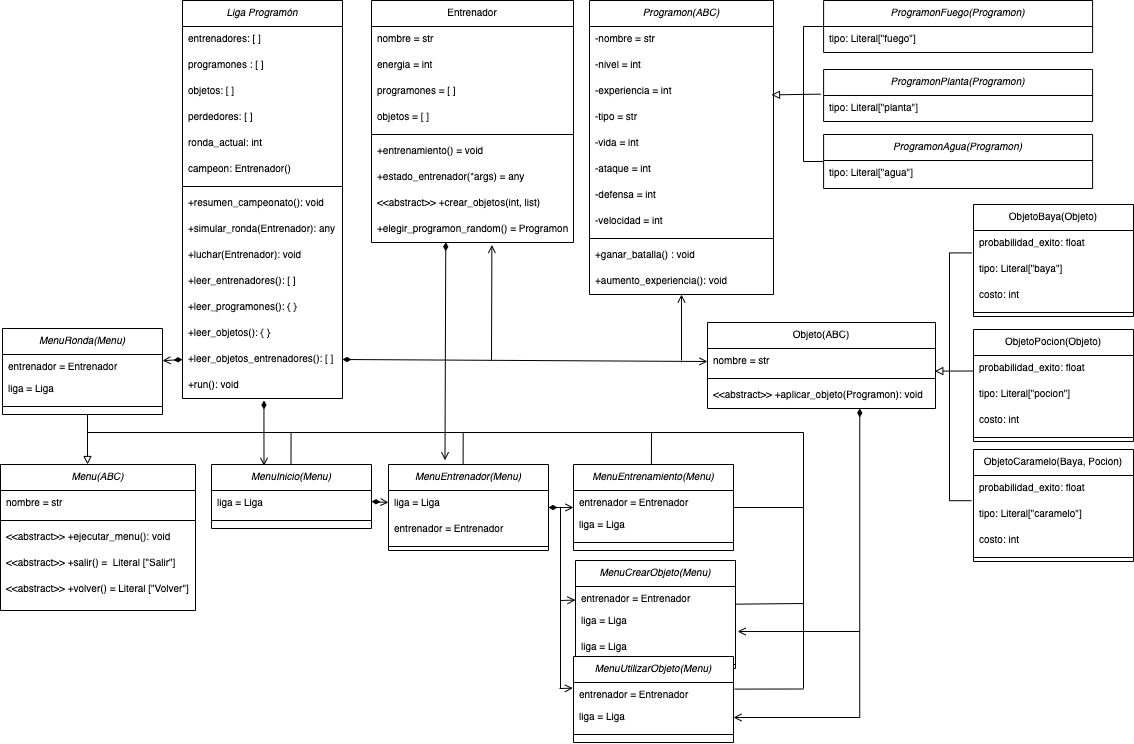 Liga Programón
entrenadores: [ ]
programones : [ ]
objetos: [ ]
perdedores: [ ]
ronda_actual: int
campeon: Entrenador()
+resumen_campeonato(): void
+simular_ronda(Entrenador): any
+luchar(Entrenador): void
+leer_entrenadores(): [ ]
+leer_programones(): { }
+leer_objetos(): { }
+leer_objetos_entrenadores(): [ ]
+run(): void
Entrenador
nombre = str
energia = int
programones = [ ]
objetos = [ ]
+entrenamiento() = void
+estado_entrenador(*args) = any
<<abstract>> +crear_objetos(int, list)
+elegir_programon_random() = Programon
Programon(ABC)
-nombre = str
-nivel = int
-experiencia = int
-tipo = str
-vida = int
-ataque = int
-defensa = int
-velocidad = int
+ganar_batalla() : void
+aumento_experiencia(): void
ProgramonFuego(Programon)
tipo: Literal["fuego"]
ProgramonPlanta(Programon)
tipo: Literal["planta"]
ProgramonAgua(Programon)
tipo: Literal["agua"]
ObjetoBaya(Objeto)
probabilidad_exito: float
tipo: Literal["baya"]
costo: int
ObjetoPocion(Objeto)
probabilidad_exito: float
tipo: Literal["pocion"]
costo: int
ObjetoCaramelo(Baya, Pocion)
probabilidad_exito: float
tipo: Literal["caramelo"]
costo: int
Objeto(ABC)
nombre = str
<<abstract>> +aplicar_objeto(Programon): void
MenuRonda(Menu)
entrenador = Entrenador
liga = Liga
Menu(ABC)
nombre = str
<<abstract>> +ejecutar_menu(): void
<<abstract>> +salir() =  Literal ["Salir"]
<<abstract>> +volver() = Literal ["Volver"]
MenuInicio(Menu)
liga = Liga
MenuEntrenador(Menu)
liga = Liga
entrenador = Entrenador
MenuEntrenamiento(Menu)
entrenador = Entrenador
liga = Liga
MenuCrearObjeto(Menu)
entrenador = Entrenador
liga = Liga
liga = Liga
MenuUtilizarObjeto(Menu)
entrenador = Entrenador
liga = Liga